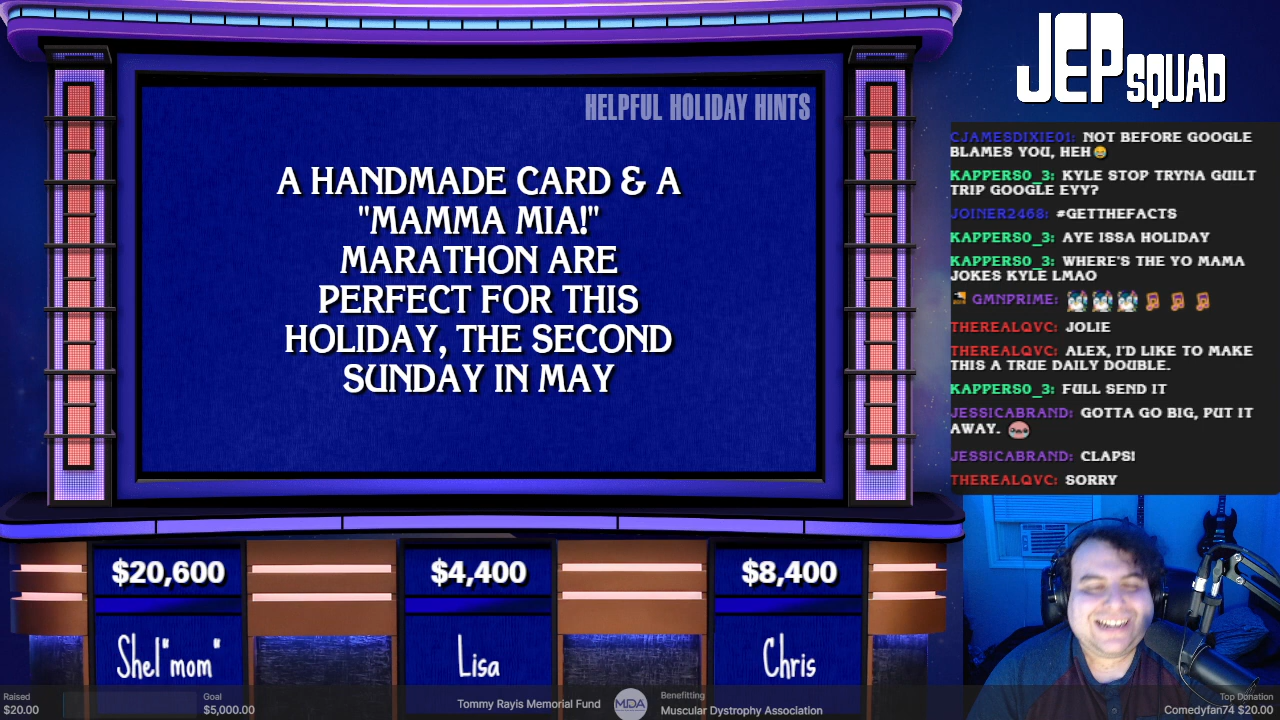 JEP SQUAD
HELPFUL HOLIDAY HINTS
A HANDMADE CARD & A
"MAMMA MIA!"
MARATHON ARE
PERFECT FOR THIS
HOLIDAY, THE SECOND
SUNDAY IN MAY
CJAMESDIXIE01: NOT BEFORE GOOGLE
BLAMES YOU, HEH😂
KAPPERS0_3: KYLE STOP TRYNA GUILT
TRIP GOOGLE EYY?
JOINER2468: #GETTHEFACTS
KAPPERS0_3: AYE ISSA HOLIDAY
KAPPERS0_3: WHERE'S THE YO MAMA
JOKES KYLE LMAO
GMNPRIME:
THEREALQVC: JOLIE
THEREALQVC: ALEX, I'D LIKE TO MAKE
THIS A TRUE DAILY DOUBLE.
KAPPERS0_3: FULL SEND IT
JESSICABRAND: GOTTA GO BIG, PUT IT
AWAY.
JESSICABRAND: CLAPS!
THEREALQVC: SORRY
$20,600
$4,400
$8,400
Shel"mom"
Lisa
Chris
Raised
$20.00
Goal
$5,000.00
Tommy Rayis Memorial Fund
MDA
Benefitting
Muscular Dystrophy Association
Top Donation
Comedyfan74 $20.00